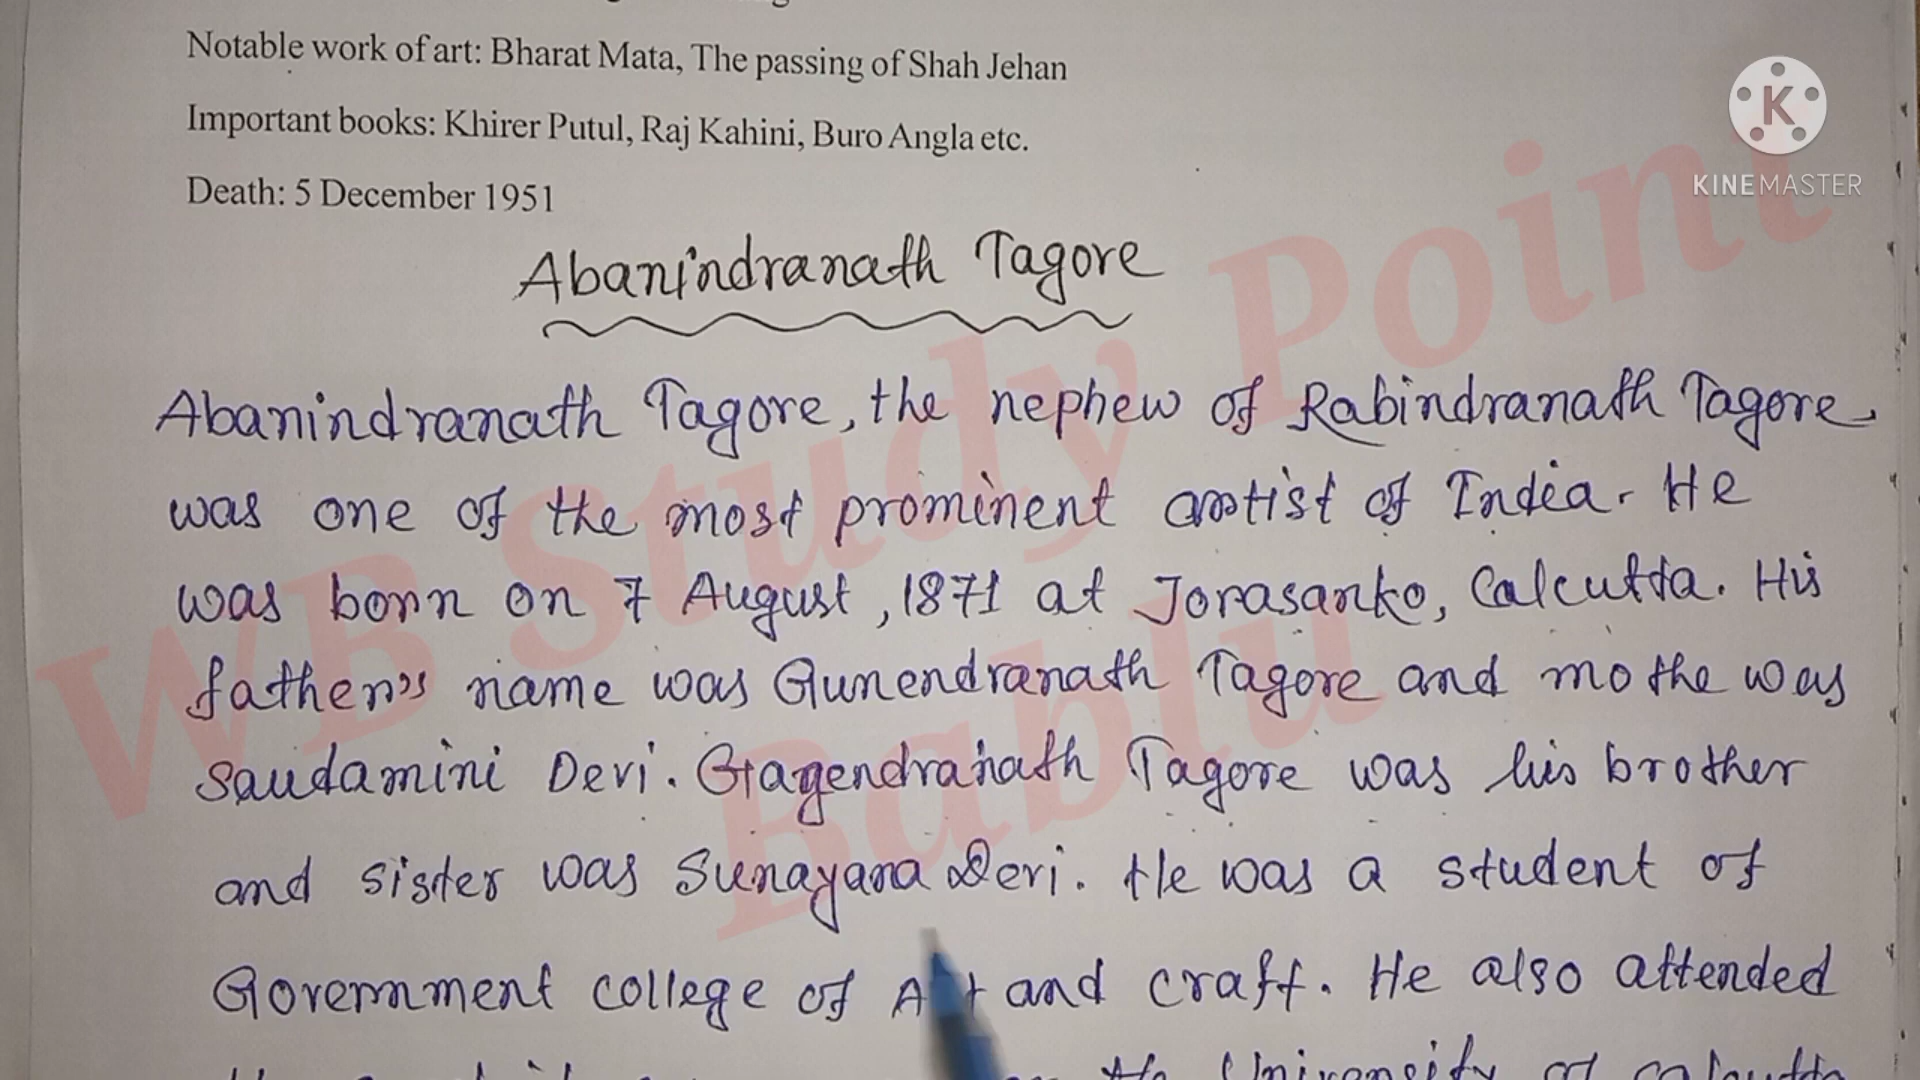 Notable work of art: Bharat Mata, The passing of Shah Jehan
Important books: Khirer Putul, Raj Kahini, Buro Angla etc.
Death: 5 December 1951
K
KINEMASTER
Abanindranath Tagore
Abanindranath Tagore, the nephew of Rabindranath Tagore,
was one of the most prominent artist of India. He
was born on 7 August, 1871 at Jorasanko, Calcutta. His
father's name was Gunendranath Tagore and mothe was
Saudamini Devi. Gagendranath Tagore was his brother
and sister was Sunayana Devi. He was a student of
Government college of Art and craft. He also attended
University of Calcutta
WB Study Point
Bablu